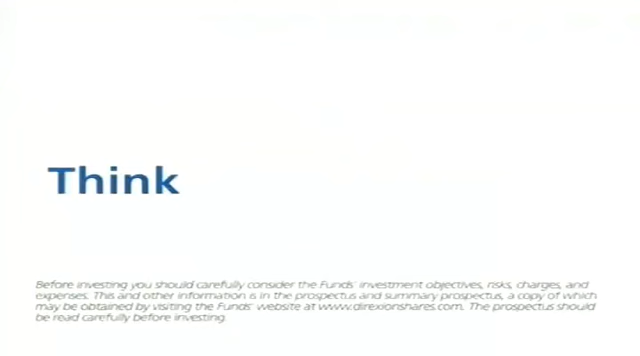 Think
Before investing you should carefully consider the Funds' investment objectives, risks, charges, and
expenses. This and other information is in the prospectus and summary prospectus, a copy of which
may be obtained by visiting the Funds' website at www.direxionshares.com. The prospectus should
be read carefully before investing.